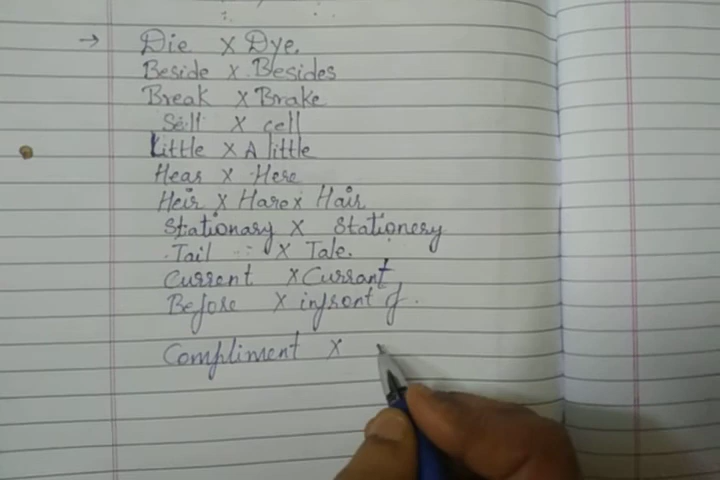 → Die X Dye.
Beside X Besides
Break X Brake
Sell X cell
Little X A little
Hear X Here
Heir X Hare X Hair
Stationary X Stationery
Tail X Tale.
Current X Currant
Before X infront of.
Compliment X